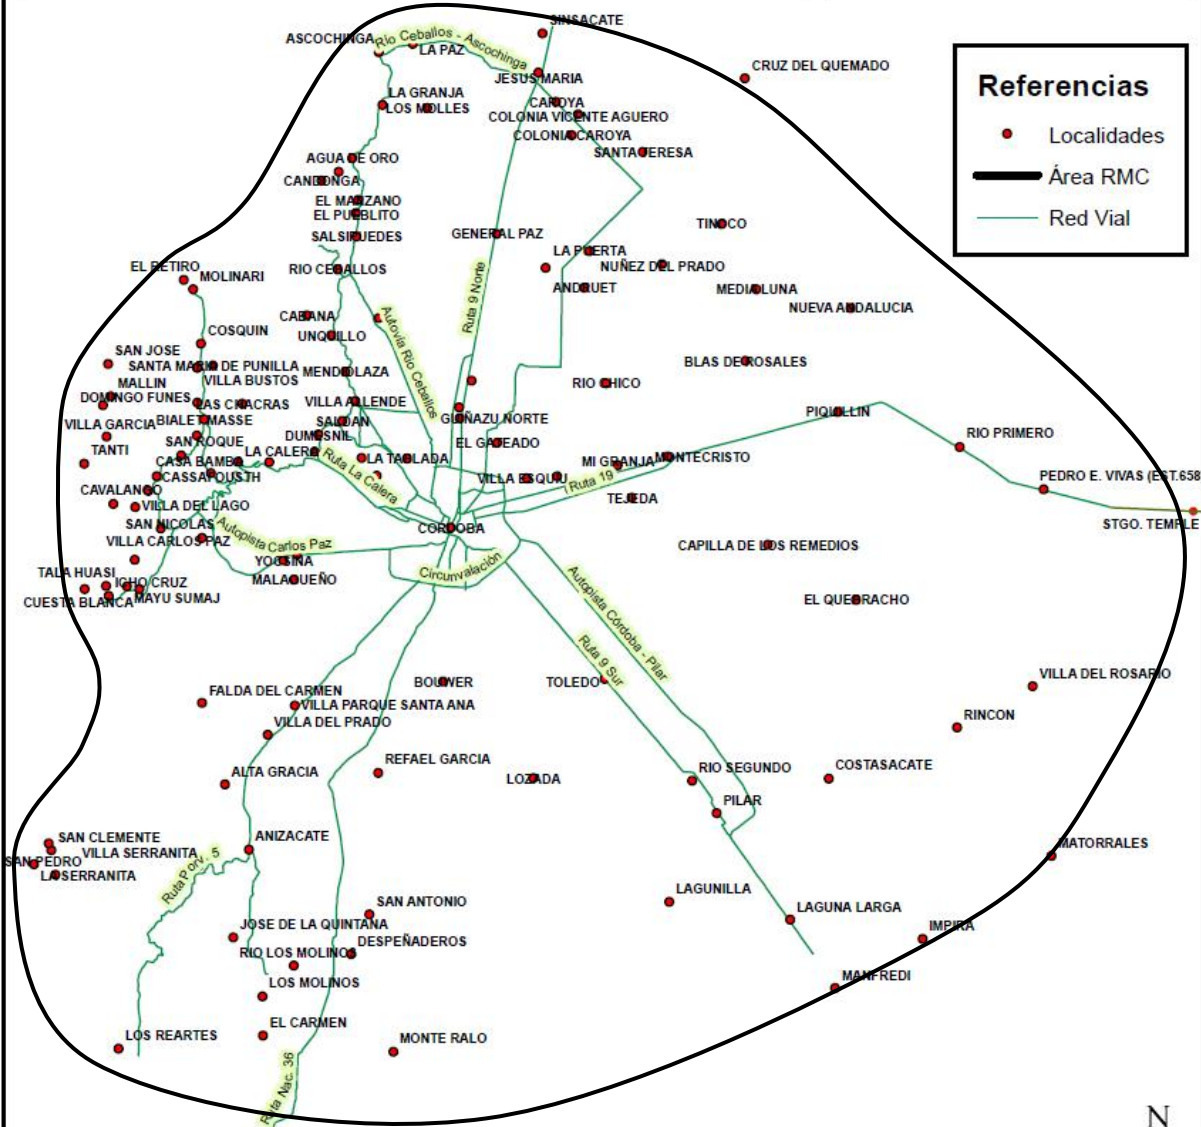 SINSACATE
ASCOCHINGA
Rio Ceballos - Ascochinga
LA PAZ
CRUZ DEL QUEMADO
JESUS MARIA
Referencias
Localidades
Área RMC
Red Vial
LA GRANJA
LOS MOLLES
CAROYA
COLONIA VICENTE AGUERO
COLONIA CAROYA
SANTA TERESA
AGUA DE ORO
CANDONGA
EL MANZANO
EL PUEBLITO
SALSIPUEDES
GENERAL PAZ
TINOCO
LA PUERTA
NUÑEZ DEL PRADO
EL RETIRO
MOLINARI
RIO CEBALLOS
ANDRUET
MEDIA LUNA
NUEVA ANDALUCIA
Ruta 9 Norte
CABANA
UNQUILLO
Autovía Rio Ceballos
COSQUIN
SAN JOSE
SANTA MARIA DE PUNILLA
VILLA BUSTOS
MENDIOLAZA
BLAS DE ROSALES
MALLIN
DOMINGO FUNES
LAS CHACRAS
VILLA ALLENDE
RIO CHICO
VILLA GARCIA
BIALET MASSE
SALDAN
GUIÑAZU NORTE
PIQUILLIN
SAN ROQUE
DUMESNIL
EL GATEADO
RIO PRIMERO
TANTI
CASA BAMBA
LA CALERA
LA TABLADA
MI GRANJA
MONTECRISTO
CASSAFOUSTH
Ruta La Calera
VILLA ESQUIU
Ruta 19
PEDRO E. VIVAS (EST.658
CAVALANGO
VILLA DEL LAGO
TEJEDA
STGO. TEMPLE
SAN NICOLAS
VILLA CARLOS PAZ
Autopista Carlos Paz
CORDOBA
CAPILLA DE LOS REMEDIOS
YOCSINA
Circunvalación
TALA HUASI
ICHO CRUZ
MALAGUEÑO
CUESTA BLANCA
MAYU SUMAJ
Autopista Córdoba - Pilar
EL QUEBRACHO
Ruta 9 Sur
BOUWER
TOLEDO
VILLA DEL ROSARIO
FALDA DEL CARMEN
VILLA PARQUE SANTA ANA
VILLA DEL PRADO
RINCON
REFAEL GARCIA
ALTA GRACIA
LOZADA
RIO SEGUNDO
COSTASACATE
PILAR
SAN CLEMENTE
VILLA SERRANITA
ANIZACATE
MATORRALES
SAN PEDRO
LA SERRANITA
Ruta Porv. 5
SAN ANTONIO
LAGUNILLA
LAGUNA LARGA
JOSE DE LA QUINTANA
DESPEÑADEROS
IMPIRA
RIO LOS MOLINOS
LOS MOLINOS
MANFREDI
EL CARMEN
LOS REARTES
MONTE RALO
Ruta Nac. 36
N